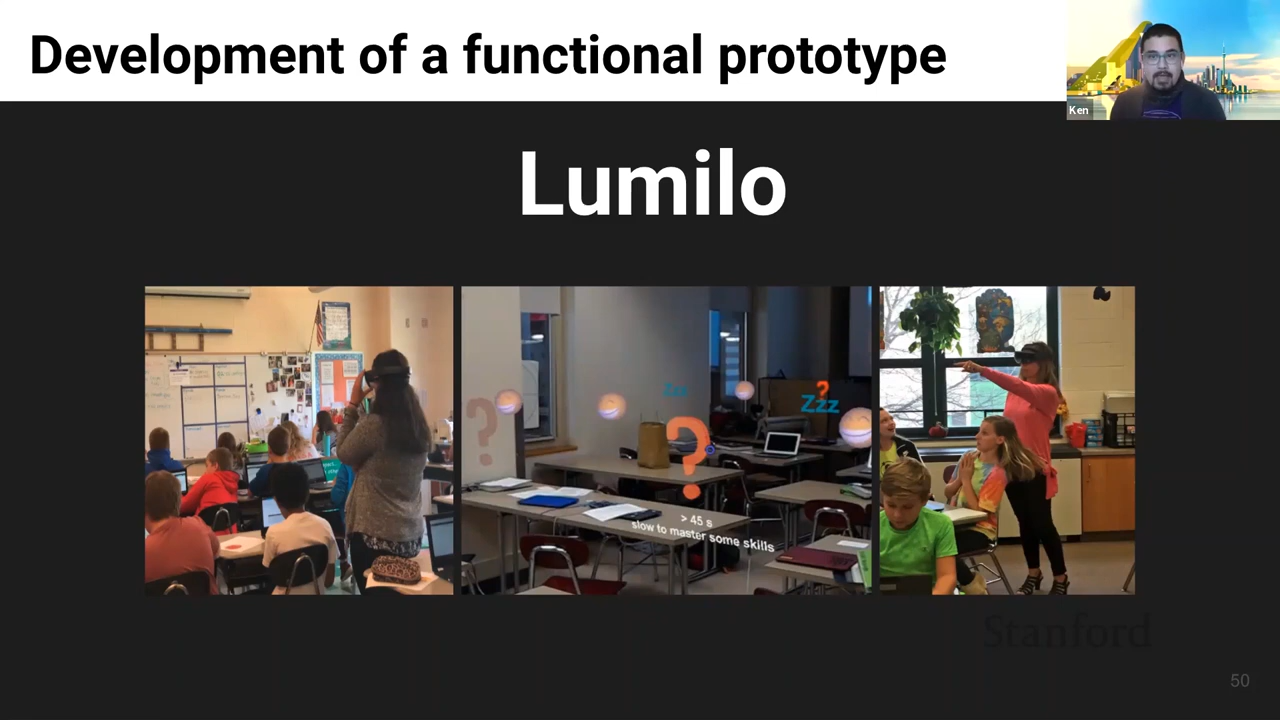 Development of a functional prototype
Ken
Lumilo
?
Zzz
?
Zzz
?
> 45 s
slow to master some skills
Stanford
50